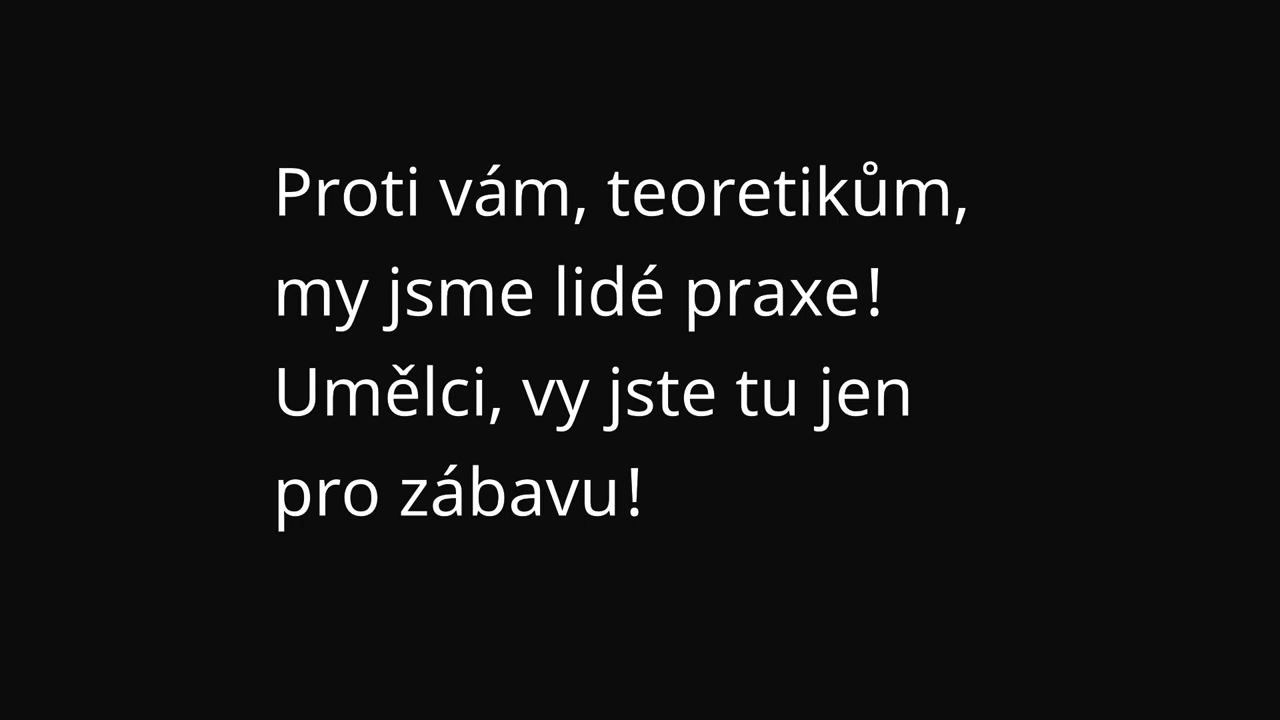 Proti vám, teoretikům,
my jsme lidé praxe!
Umělci, vy jste tu jen
pro zábavu!